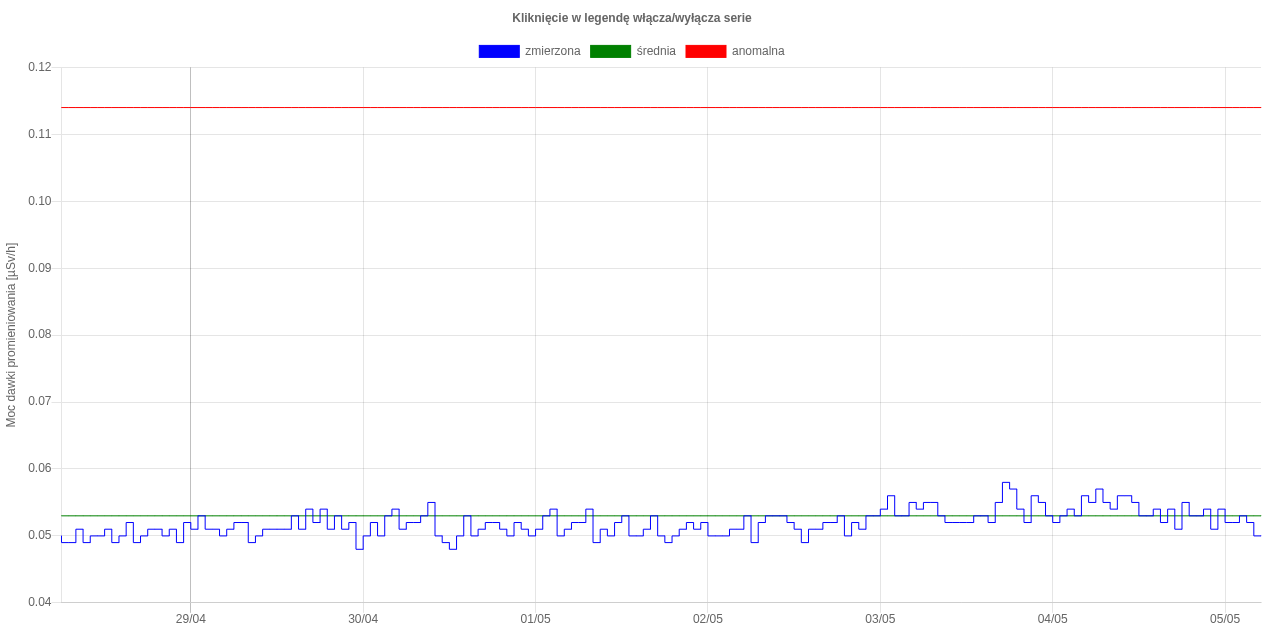 Kliknięcie w legendę włącza/wyłącza serie
zmierzona średnia anomalna
Moc dawki promieniowania [µSv/h]
0.12
0.11
0.10
0.09
0.08
0.07
0.06
0.05
0.04
29/04 30/04 01/05 02/05 03/05 04/05 05/05